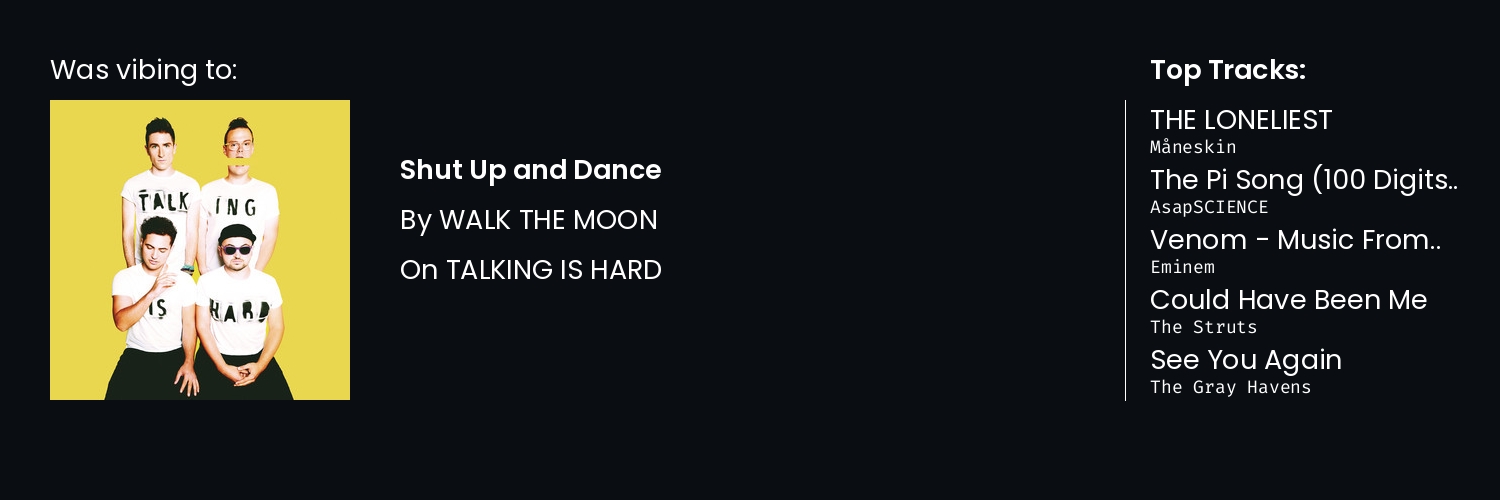 Was vibing to:
TALK ING
IS HARD
Shut Up and Dance
By WALK THE MOON
On TALKING IS HARD
Top Tracks:
THE LONELIEST
Måneskin
The Pi Song (100 Digits..
AsapSCIENCE
Venom - Music From..
Eminem
Could Have Been Me
The Struts
See You Again
The Gray Havens